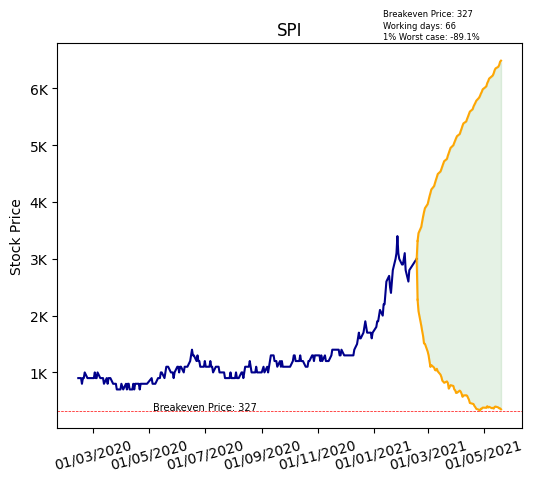 Breakeven Price: 327
Working days: 66
1% Worst case: -89.1%
SPI
6K
5K
4K
3K
2K
1K
Stock Price
Breakeven Price: 327
01/03/2020
01/05/2020
01/07/2020
01/09/2020
01/11/2020
01/01/2021
01/03/2021
01/05/2021